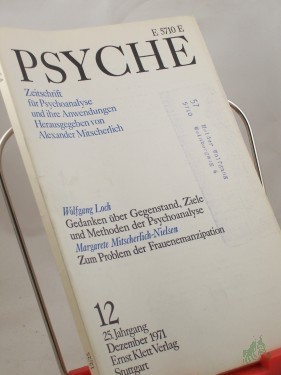 E 5710 E
PSYCHE
Zeitschrift
für Psychoanalyse
und ihre Anwendungen
Herausgegeben von
Alexander Mitscherlich
Wolfgang Loch
Gedanken über Gegenstand, Ziele
und Methoden der Psychoanalyse
Margarete Mitscherlich-Nielsen
Zum Problem der Frauenemanzipation
12
25. Jahrgang
Dezember 1971
Ernst Klett Verlag
Stuttgart